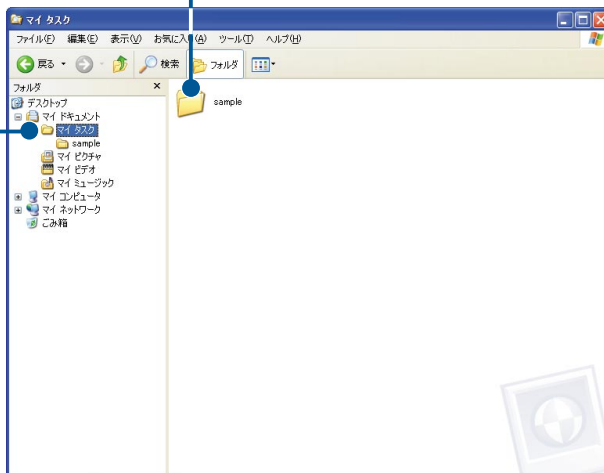 マイ タスク
ファイル(F) 編集(E) 表示(V) お気に入り(A) ツール(T) ヘルプ(H)
戻る 検索 フォルダ
フォルダ
sample
デスクトップ
マイ ドキュメント
マイ タスク
sample
マイ ピクチャ
マイ ビデオ
マイ ミュージック
マイ コンピュータ
マイ ネットワーク
ごみ箱